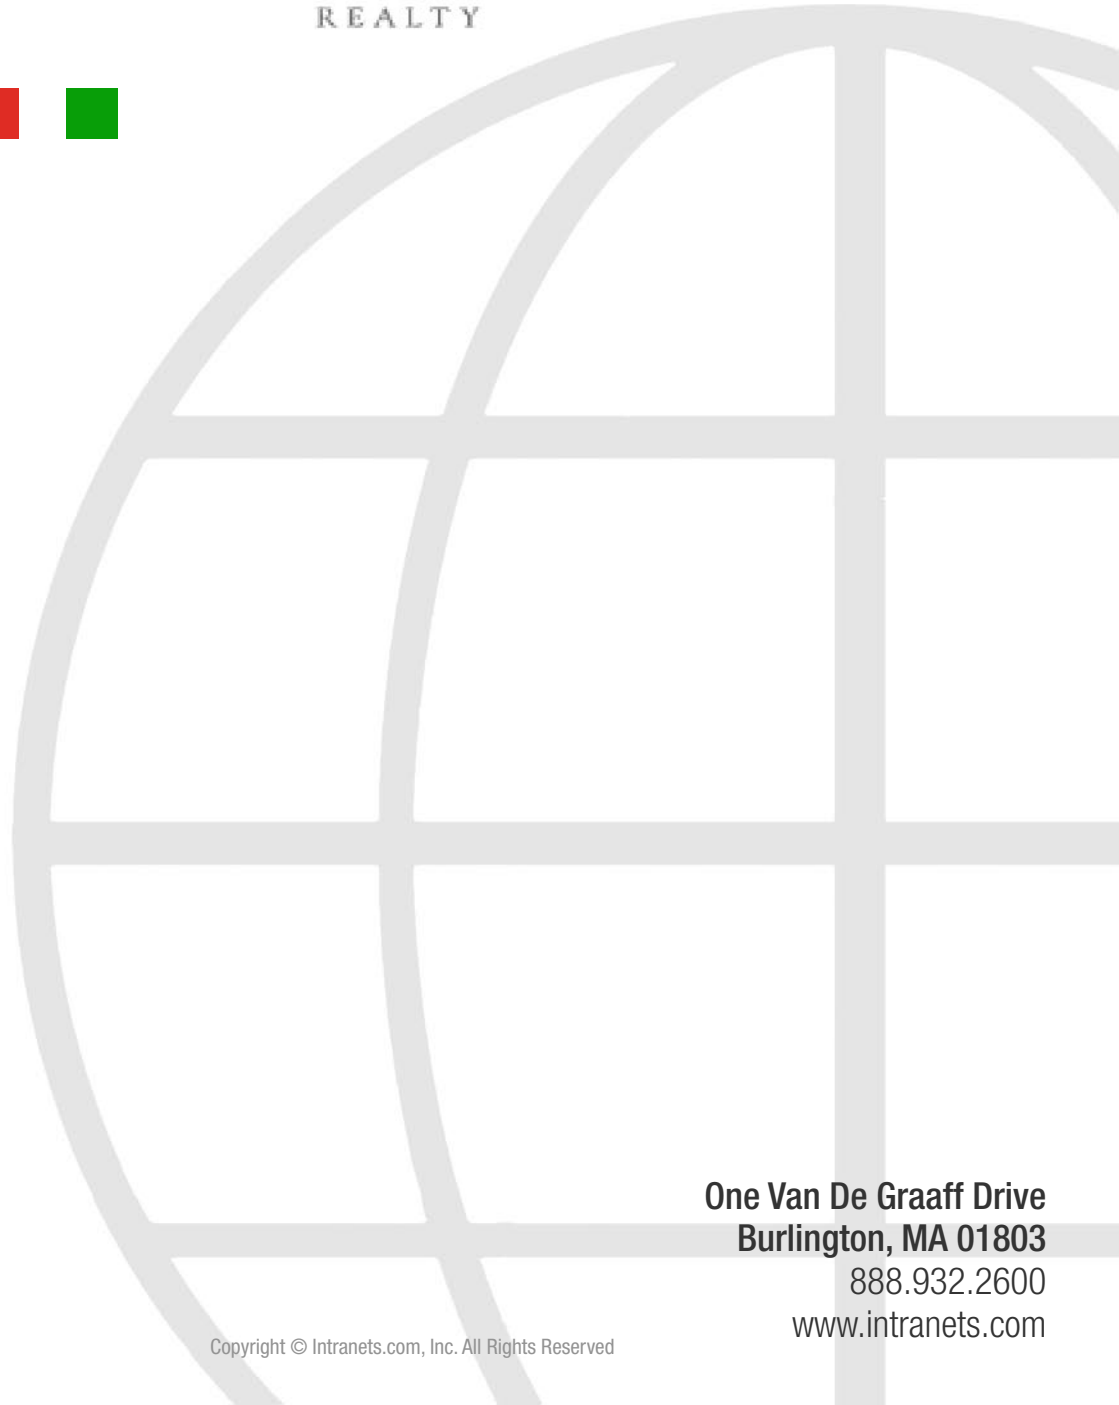 REALTY
One Van De Graaff Drive
Burlington, MA 01803
888.932.2600
www.intranets.com
Copyright © Intranets.com, Inc. All Rights Reserved